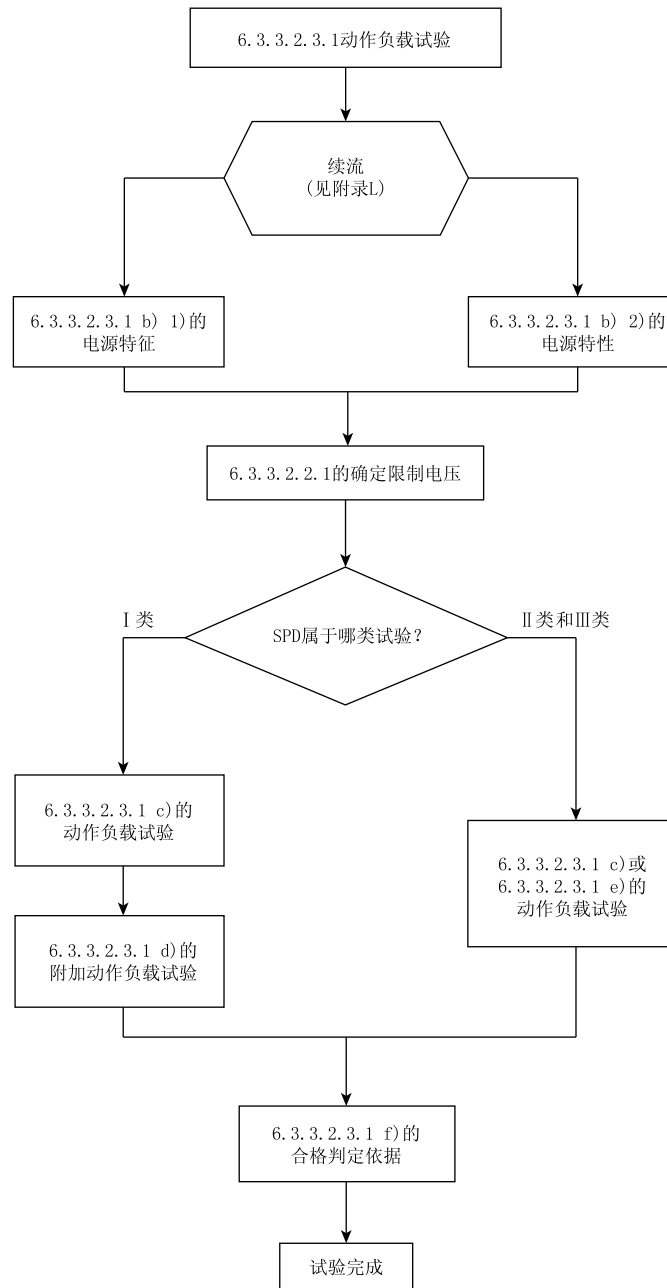 6.3.3.2.3.1动作负载试验
续流
(见附录L)
6.3.3.2.3.1 b) 1)的
电源特征
6.3.3.2.3.1 b) 2)的
电源特性
6.3.3.2.2.1的确定限制电压
Ⅰ类
SPD属于哪类试验?
Ⅱ类和Ⅲ类
6.3.3.2.3.1 c)的
动作负载试验
6.3.3.2.3.1 c)或
6.3.3.2.3.1 e)的
动作负载试验
6.3.3.2.3.1 d)的
附加动作负载试验
6.3.3.2.3.1 f)的
合格判定依据
试验完成